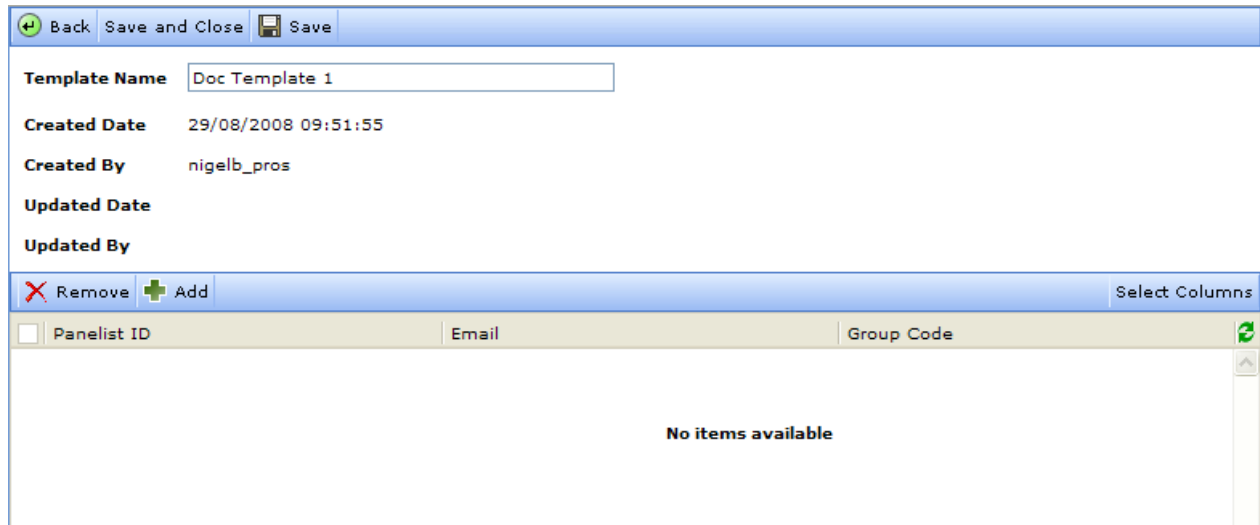 Back Save and Close Save
Template Name Doc Template 1
Created Date 29/08/2008 09:51:55
Created By nigelb_pros
Updated Date
Updated By
Remove Add Select Columns
Panelist ID Email Group Code
No items available